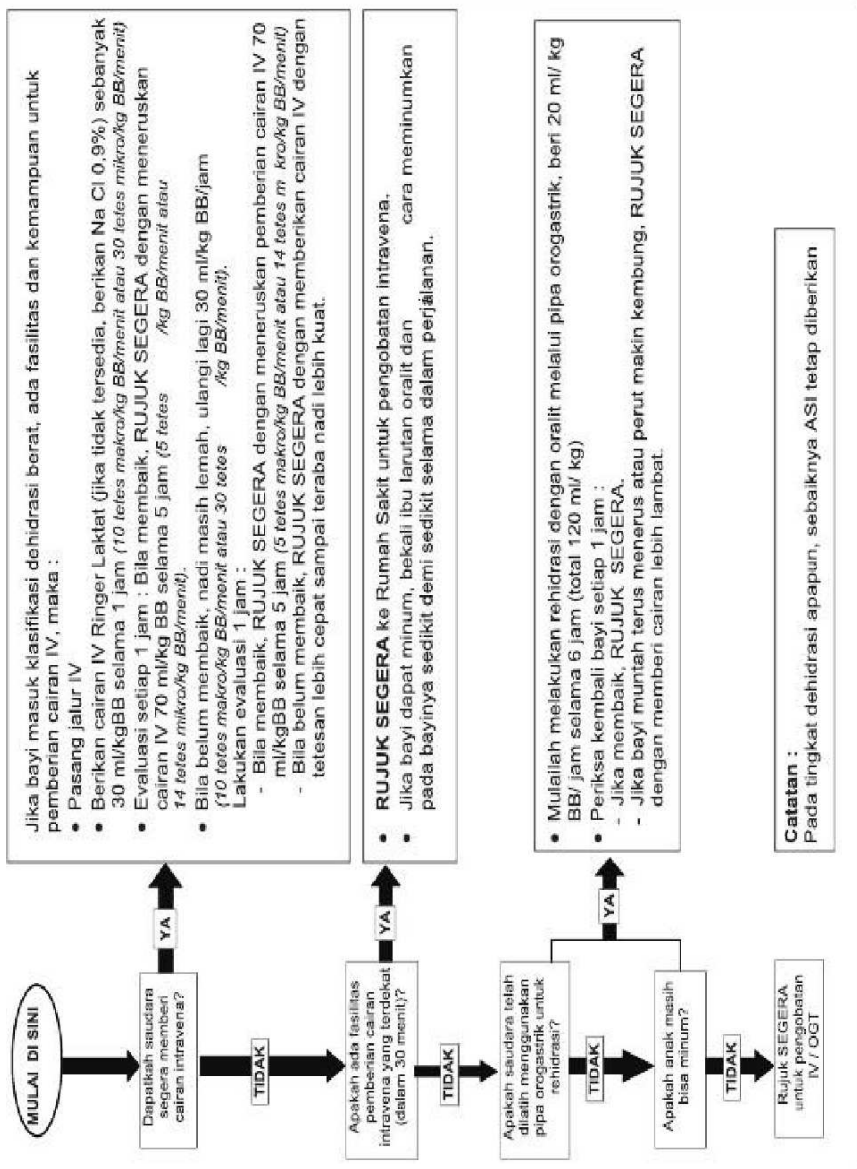 MULAI DI SINI
Dapatkah saudara
segera memberi
cairan intravena?
YA
Jika bayi masuk klasifikasi dehidrasi berat, ada fasilitas dan kemampuan untuk
pemberian cairan IV, maka :
• Pasang jalur IV
• Berikan cairan IV Ringer Laktat (jika tidak tersedia, berikan Na Cl 0,9%) sebanyak
30 ml/kgBB selama 1 jam (10 tetes makro/kg BB/menit atau 30 tetes mikro/kg BB/menit)
• Evaluasi setiap 1 jam : Bila membaik, RUJUK SEGERA dengan meneruskan
cairan IV 70 ml/kg BB selama 5 jam (5 tetes /kg BB/menit atau
14 tetes mikro/kg BB/menit).
• Bila belum membaik, nadi masih lemah, ulangi lagi 30 ml/kg BB/jam
(10 tetes makro/kg BB/menit atau 30 tetes /kg BB/menit).
Lakukan evaluasi 1 jam :
- Bila membaik, RUJUK SEGERA dengan meneruskan pemberian cairan IV 70
ml/kgBB selama 5 jam (5 tetes makro/kg BB/menit atau 14 tetes m kro/kg BB/menit)
- Bila belum membaik, RUJUK SEGERA dengan memberikan cairan IV dengan
tetesan lebih cepat sampai teraba nadi lebih kuat.
TIDAK
Apakah ada fasilitas
pemberian cairan
intravena yang terdekat
(dalam 30 menit)?
YA
• RUJUK SEGERA ke Rumah Sakit untuk pengobatan intravena.
• Jika bayi dapat minum, bekali ibu larutan oralit dan cara meminumkan
pada bayinya sedikit demi sedikit selama dalam perjalanan.
TIDAK
Apakah saudara telah
dilatih menggunakan
pipa orogastrik untuk
rehidrasi?
YA
• Mulailah melakukan rehidrasi dengan oralit melalui pipa orogastrik, beri 20 ml/ kg
BB/ jam selama 6 jam (total 120 ml/ kg)
• Periksa kembali bayi setiap 1 jam :
- Jika membaik, RUJUK SEGERA.
- Jika bayi muntah terus menerus atau perut makin kembung, RUJUK SEGERA
dengan memberi cairan lebih lambat.
TIDAK
Apakah anak masih
bisa minum?
TIDAK
Rujuk SEGERA
untuk pengobatan
IV / OGT
Catatan :
Pada tingkat dehidrasi apapun, sebaiknya ASI tetap diberikan